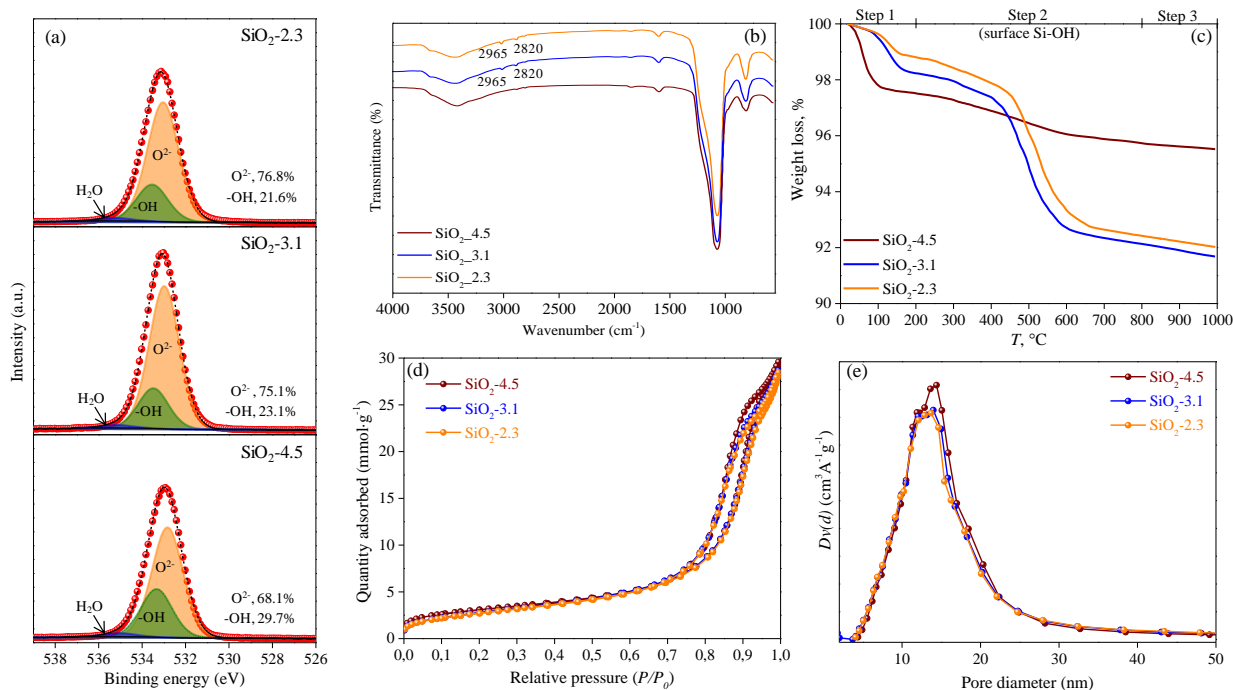 (a)
SiO2-2.3
O2-
H2O
-OH
O2-, 76.8%
-OH, 21.6%
SiO2-3.1
O2-
H2O
-OH
O2-, 75.1%
-OH, 23.1%
SiO2-4.5
O2-
H2O
-OH
O2-, 68.1%
-OH, 29.7%
Intensity (a.u.)
538 536 534 532 530 528 526
Binding energy (eV)
(b)
2965 2820
2965 2820
SiO2_4.5
SiO2_3.1
SiO2_2.3
Transmittance (%)
4000 3500 3000 2500 2000 1500 1000
Wavenumber (cm-1)
Step 1 Step 2 Step 3
(surface Si-OH)
(c)
100
98
96
94
92
90
Weight loss, %
SiO2-4.5
SiO2-3.1
SiO2-2.3
0 100 200 300 400 500 600 700 800 900 1000
T, °C
(d)
30
25
20
15
10
5
0
Quantity adsorbed (mmol·g-1)
SiO2-4.5
SiO2-3.1
SiO2-2.3
0,0 0,1 0,2 0,3 0,4 0,5 0,6 0,7 0,8 0,9 1,0
Relative pressure (P/P0)
(e)
SiO2-4.5
SiO2-3.1
SiO2-2.3
Dv(d) (cm3A-1g-1)
10 20 30 40 50
Pore diameter (nm)